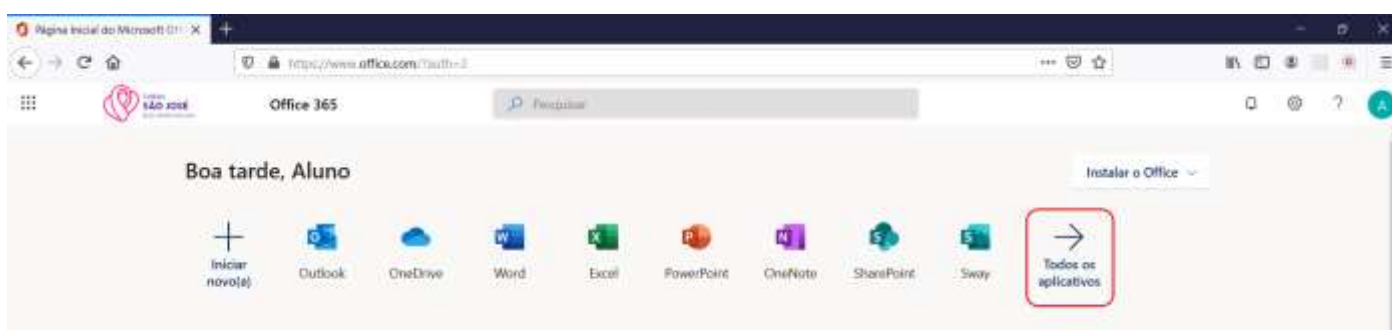 Página Inicial do Microsoft Of
https://www.office.com/?auth=2
SÃO JOSÉ
Office 365
Pesquisar
A
Boa tarde, Aluno
Instalar o Office
Iniciar
novo(a)
Outlook
OneDrive
Word
Excel
PowerPoint
OneNote
SharePoint
Sway
Todos os
aplicativos